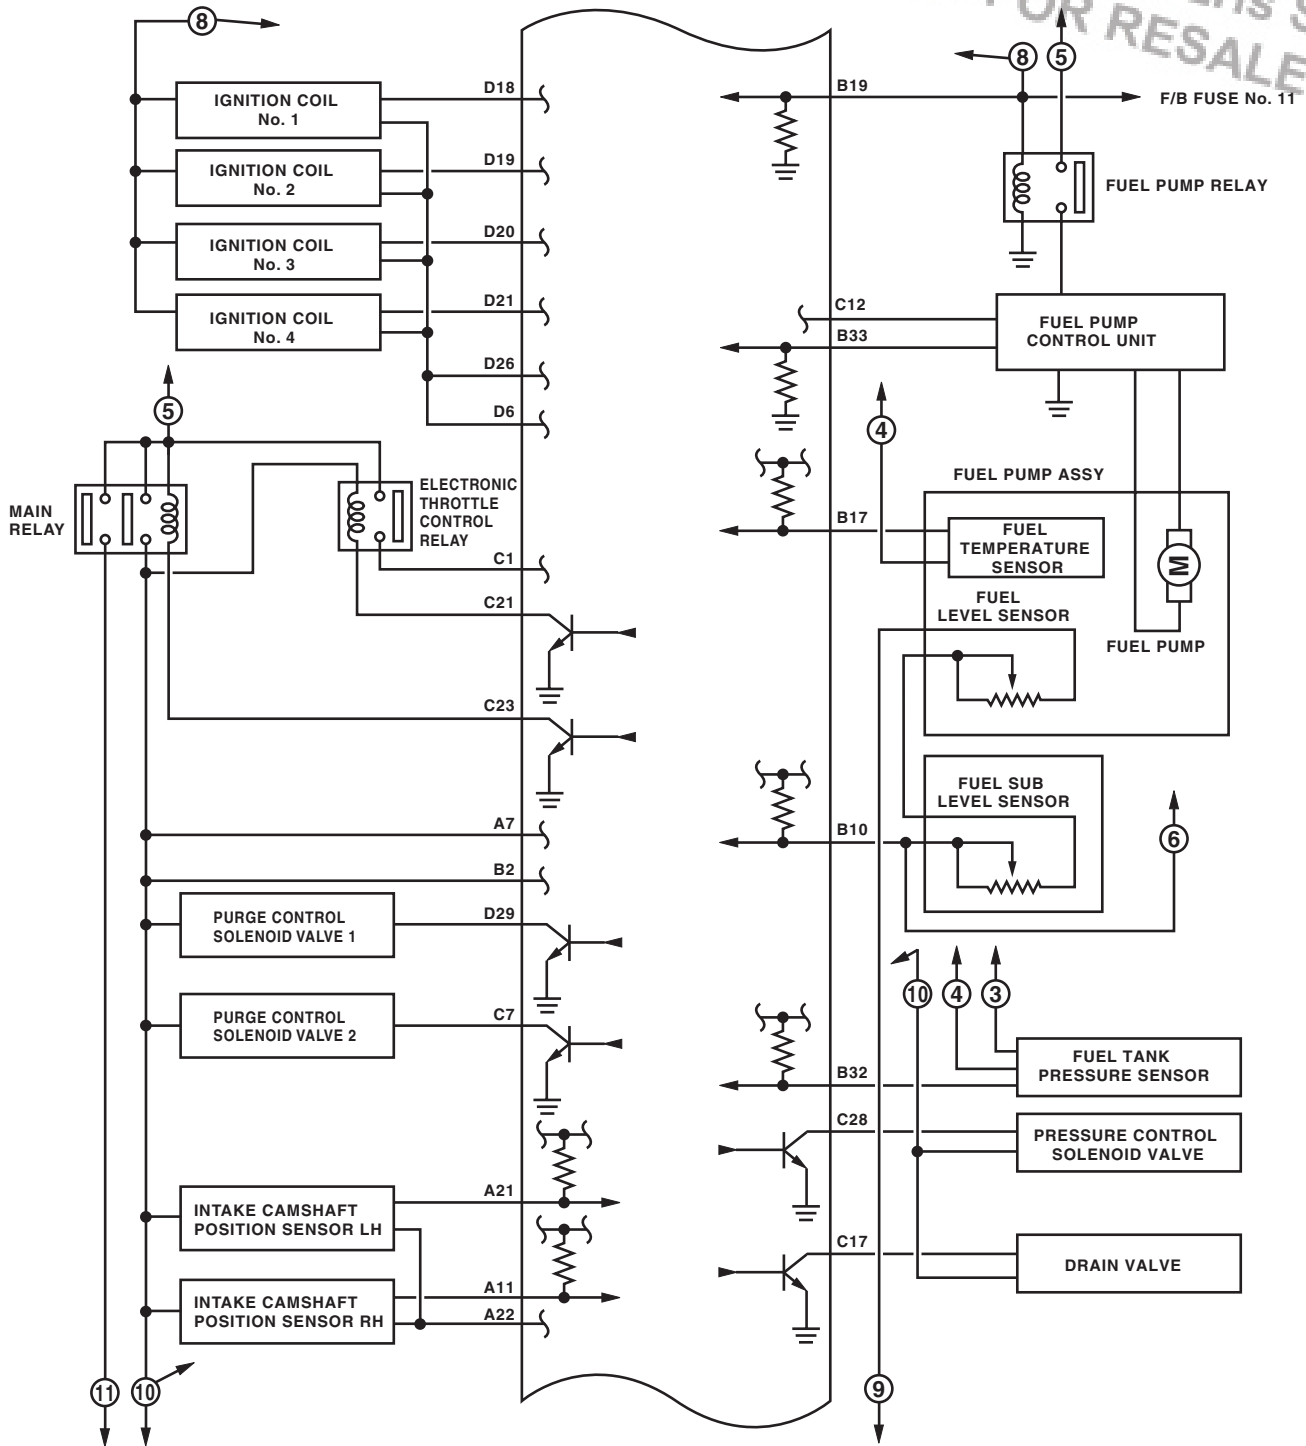 8
IGNITION COIL
No. 1
D18
IGNITION COIL
No. 2
D19
IGNITION COIL
No. 3
D20
IGNITION COIL
No. 4
D21
D26
D6
5
MAIN
RELAY
ELECTRONIC
THROTTLE
CONTROL
RELAY
C1
C21
C23
A7
B2
PURGE CONTROL
SOLENOID VALVE 1
D29
PURGE CONTROL
SOLENOID VALVE 2
C7
INTAKE CAMSHAFT
POSITION SENSOR LH
A21
INTAKE CAMSHAFT
POSITION SENSOR RH
A11
A22
11
10
FOR RESALE
8
5
B19
F/B FUSE No. 11
FUEL PUMP RELAY
C12
B33
FUEL PUMP
CONTROL UNIT
4
FUEL PUMP ASSY
B17
FUEL
TEMPERATURE
SENSOR
M
FUEL
LEVEL SENSOR
FUEL PUMP
FUEL SUB
LEVEL SENSOR
B10
6
10
4
3
FUEL TANK
PRESSURE SENSOR
B32
C28
PRESSURE CONTROL
SOLENOID VALVE
C17
DRAIN VALVE
9